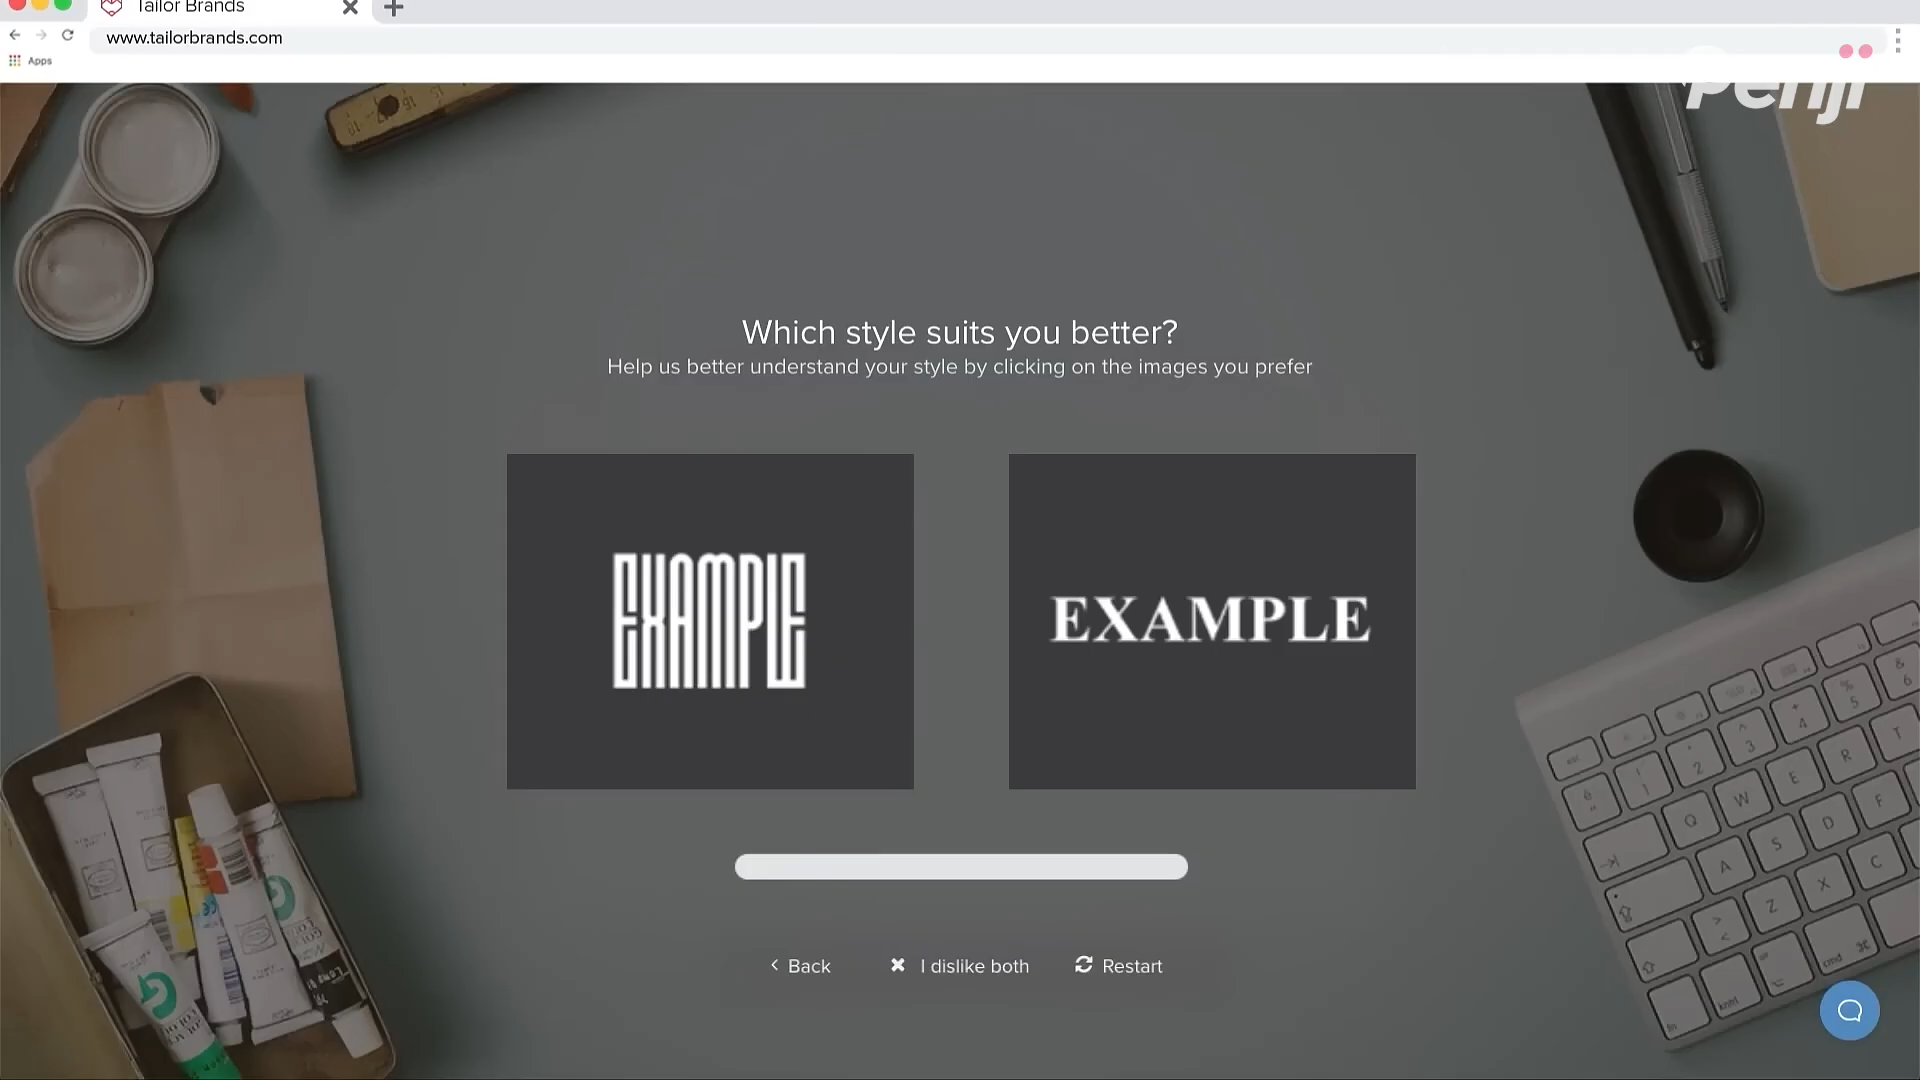 Tailor Brands
www.tailorbrands.com
Apps
Penji
Which style suits you better?
Help us better understand your style by clicking on the images you prefer
EXAMPLE
EXAMPLE
Back
I dislike both
Restart